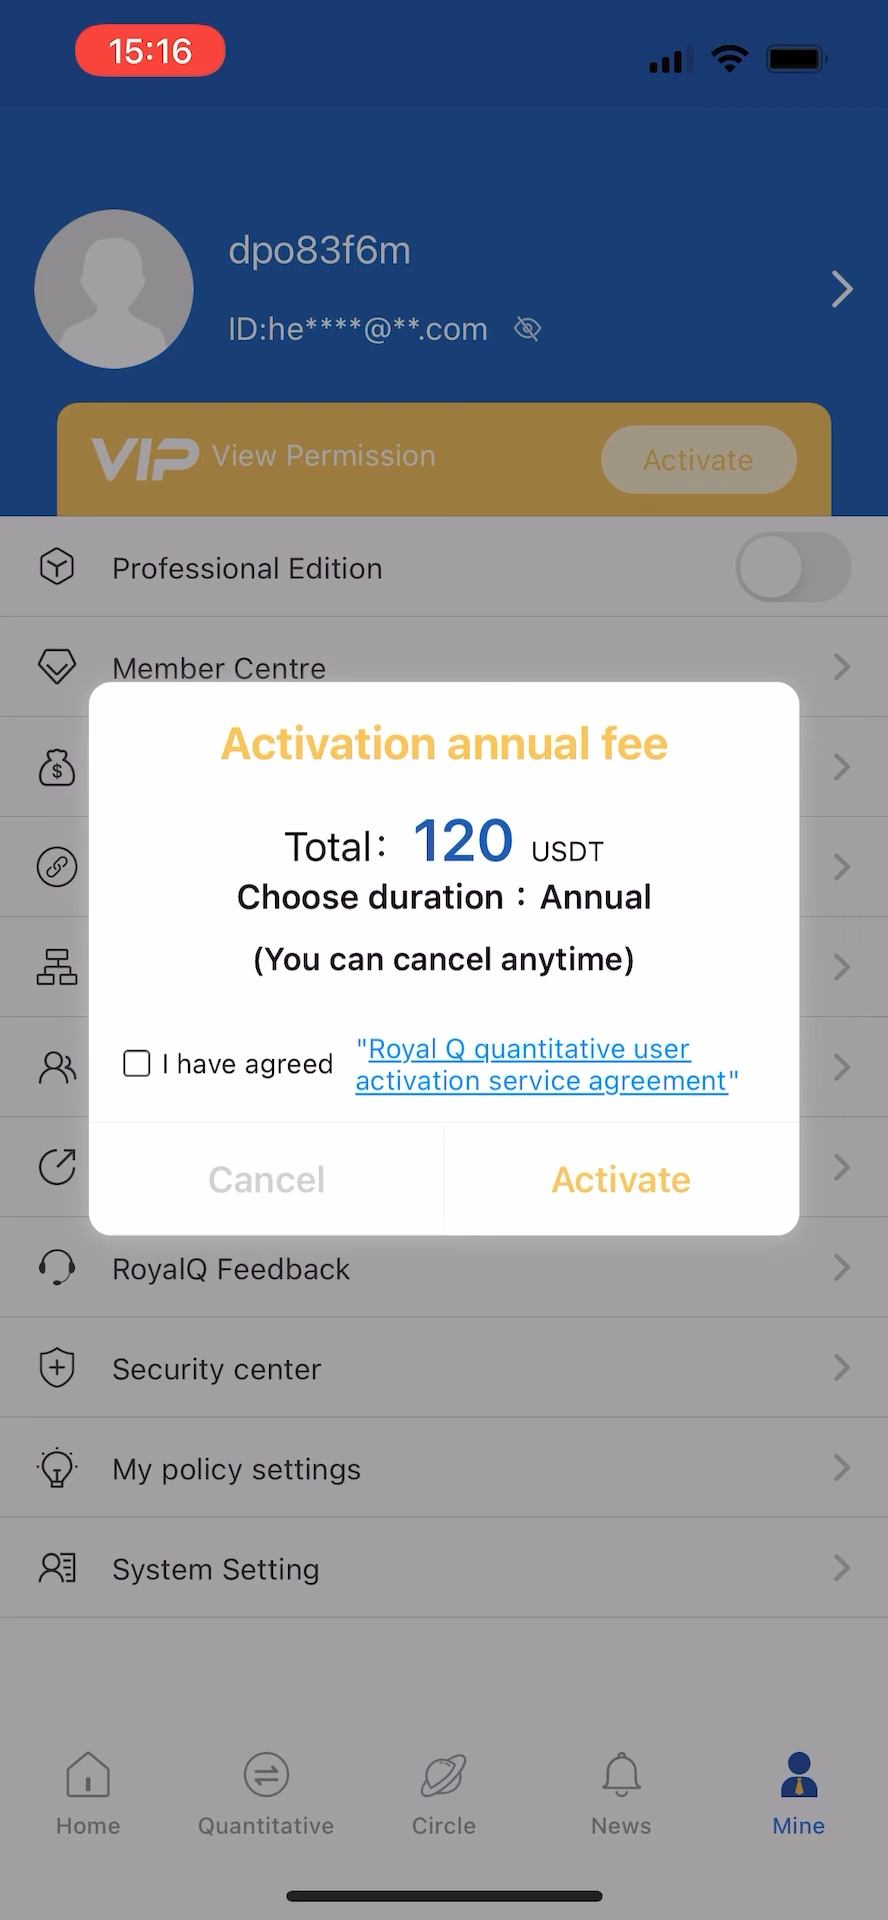 15:16
dpo83f6m
ID:he****@**.com
VIP View Permission
Activate
Professional Edition
Member Centre
Activation annual fee
Total: 120 USDT
Choose duration : Annual
(You can cancel anytime)
I have agreed
"Royal Q quantitative user
activation service agreement"
Cancel
Activate
RoyalQ Feedback
Security center
My policy settings
System Setting
Home
Quantitative
Circle
News
Mine